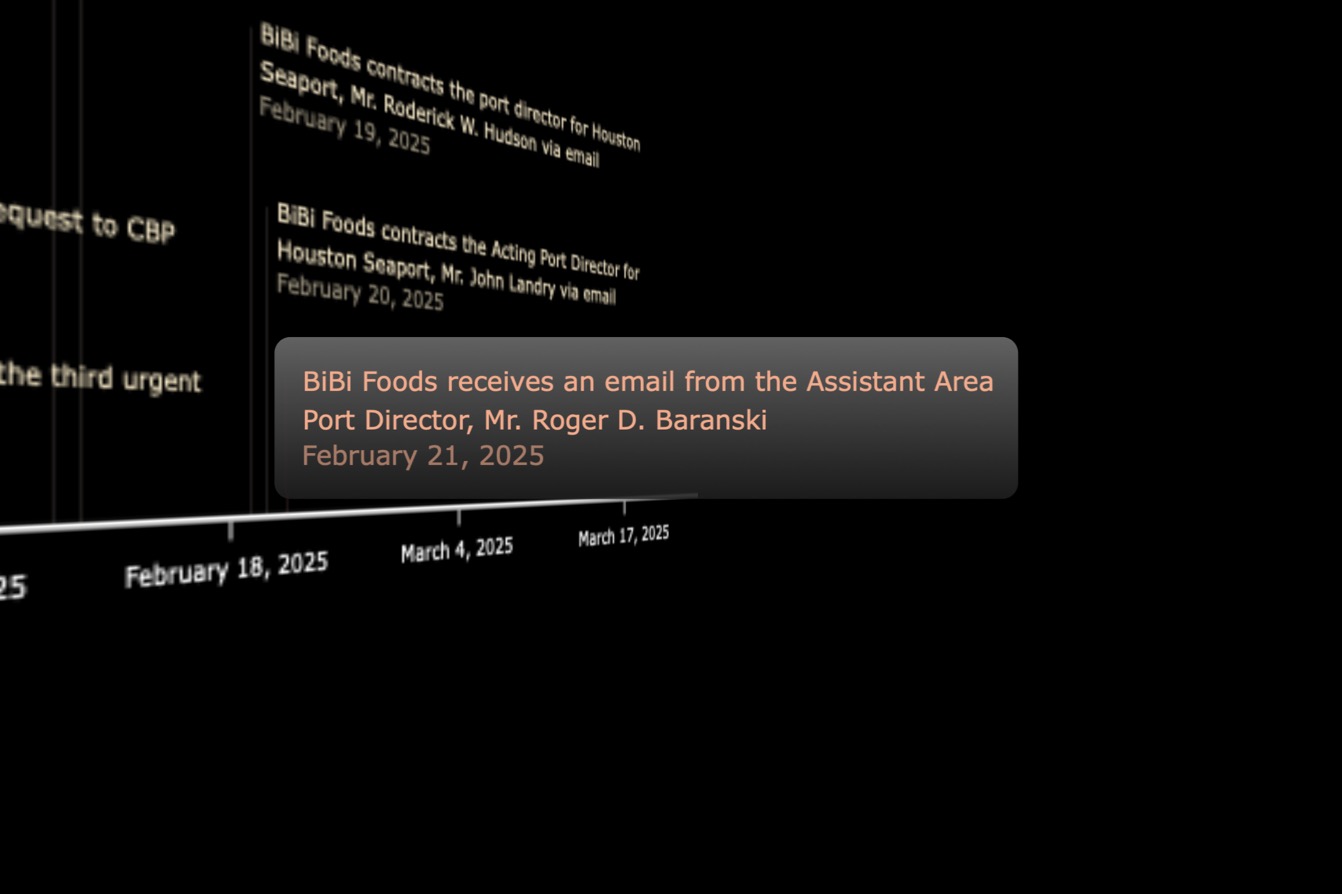 BiBi Foods contracts the port director for Houston
Seaport, Mr. Roderick W. Hudson via email
February 19, 2025
equest to CBP
BiBi Foods contracts the Acting Port Director for
Houston Seaport, Mr. John Landry via email
February 20, 2025
the third urgent
BiBi Foods receives an email from the Assistant Area
Port Director, Mr. Roger D. Baranski
February 21, 2025
25
February 18, 2025
March 4, 2025
March 17, 2025